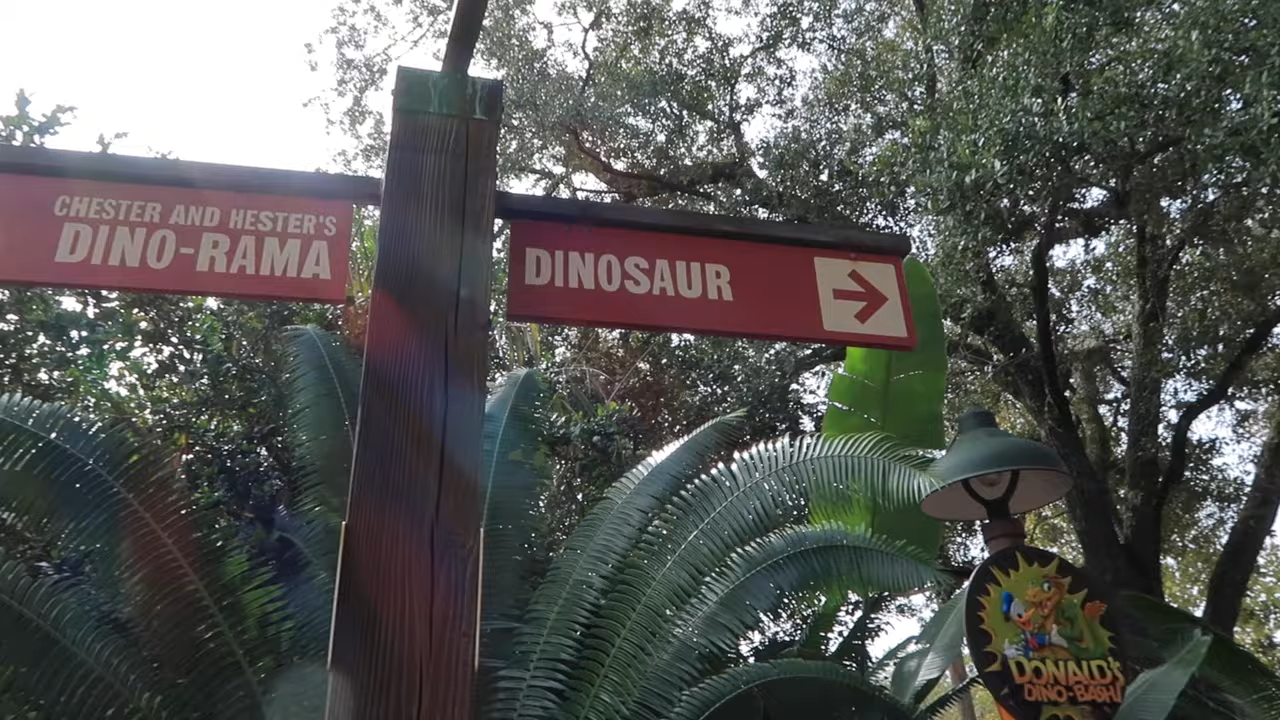 CHESTER AND HESTER'S
DINO-RAMA
DINOSAUR
DONALD'S
DINO-BASH!